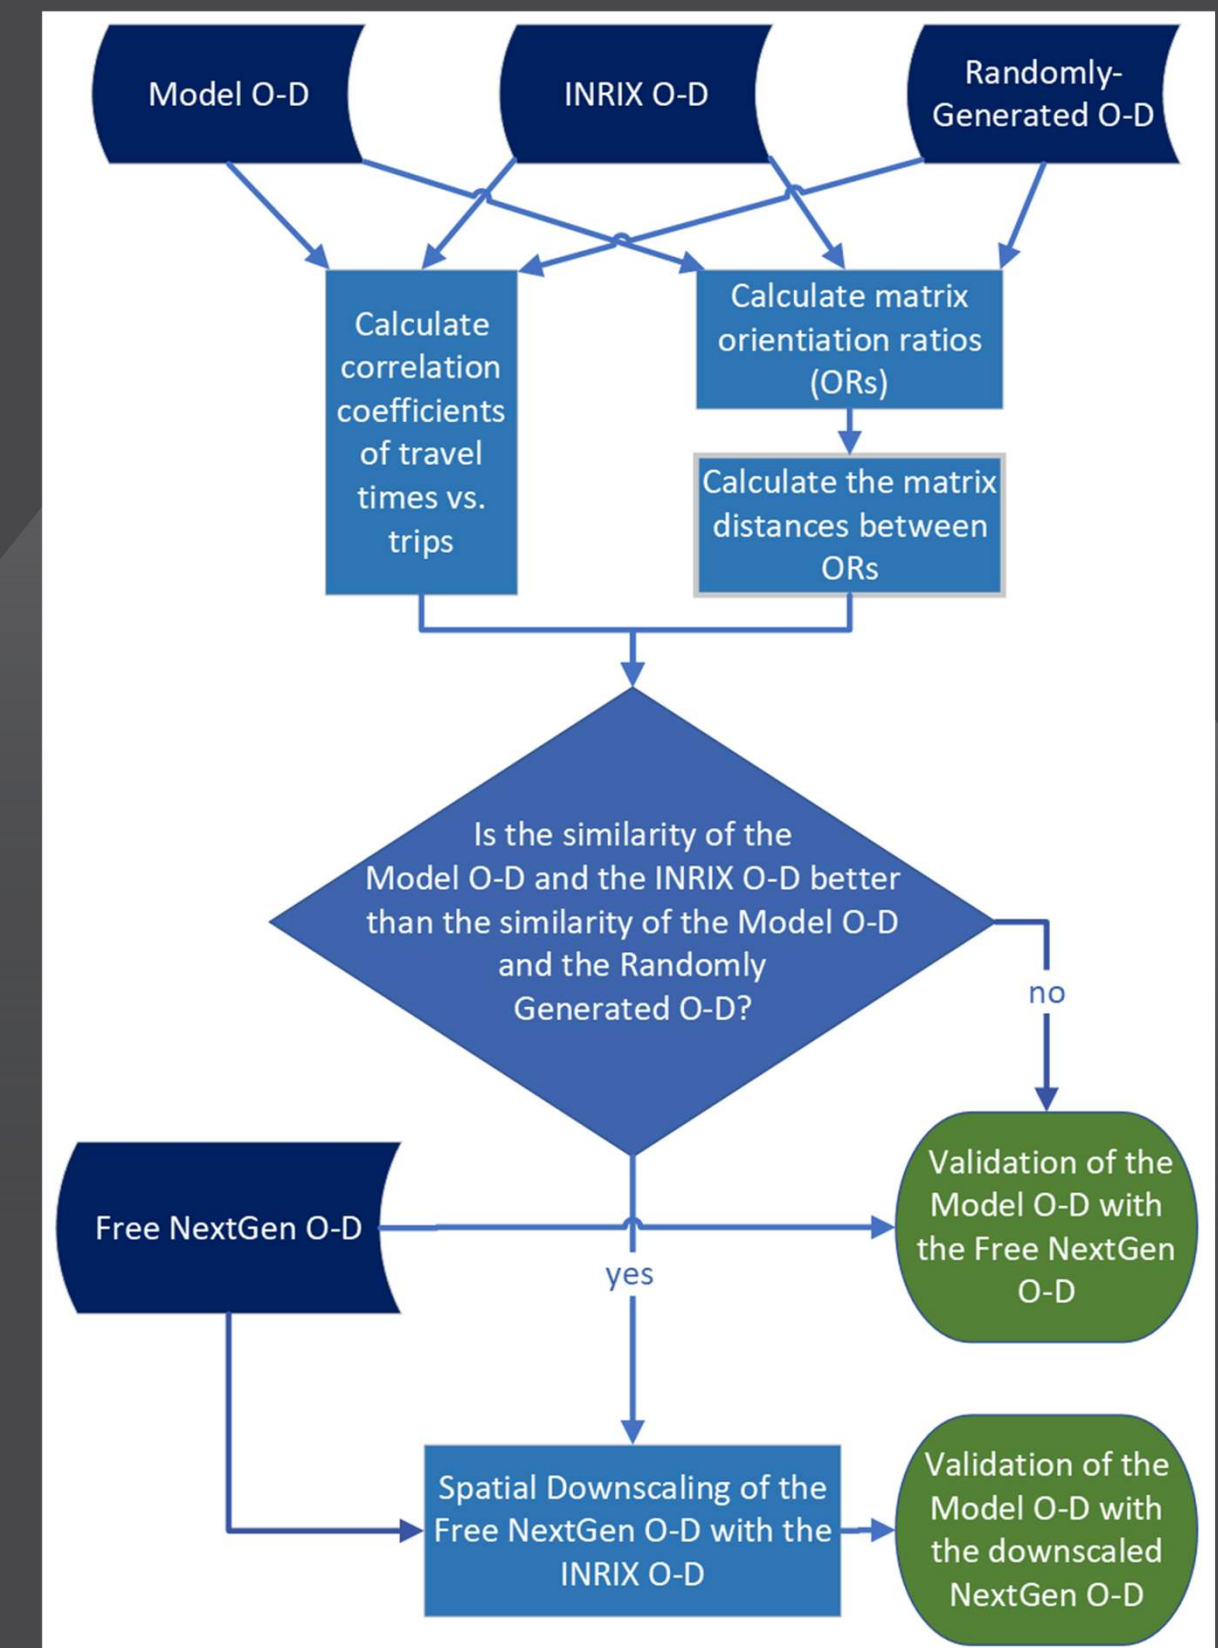 Model O-D
INRIX O-D
Randomly-
Generated O-D
Calculate
correlation
coefficients
of travel
times vs.
trips
Calculate matrix
orientiation ratios
(ORs)
Calculate the matrix
distances between
ORs
Is the similarity of the
Model O-D and the INRIX O-D better
than the similarity of the Model O-D
and the Randomly
Generated O-D?
no
Free NextGen O-D
yes
Validation of the
Model O-D with
the Free NextGen
O-D
Spatial Downscaling of the
Free NextGen O-D with the
INRIX O-D
Validation of the
Model O-D with
the downscaled
NextGen O-D